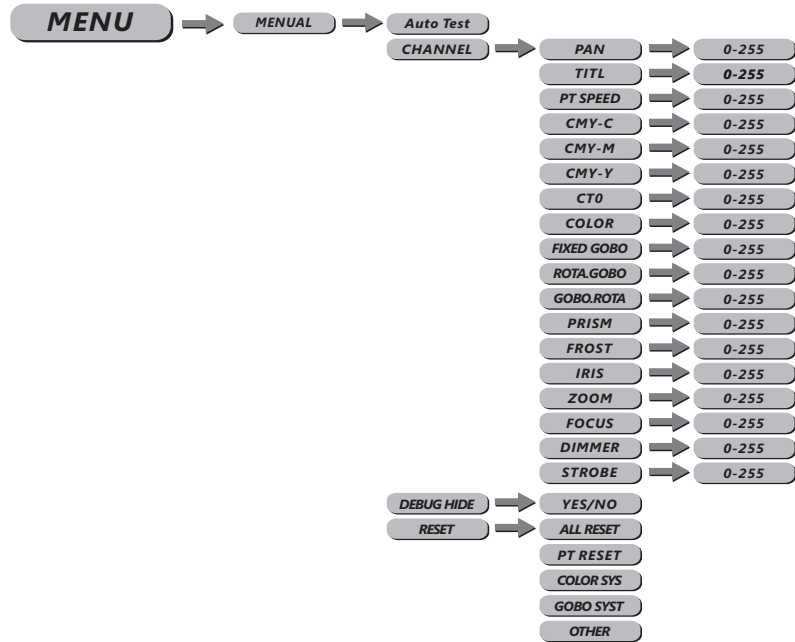 MENU MENUAL Auto Test
CHANNEL PAN 0-255
TITL 0-255
PT SPEED 0-255
CMY-C 0-255
CMY-M 0-255
CMY-Y 0-255
CT0 0-255
COLOR 0-255
FIXED GOBO 0-255
ROTA.GOBO 0-255
GOBO.ROTA 0-255
PRISM 0-255
FROST 0-255
IRIS 0-255
ZOOM 0-255
FOCUS 0-255
DIMMER 0-255
STROBE 0-255
DEBUG HIDE YES/NO
RESET ALL RESET
PT RESET
COLOR SYS
GOBO SYST
OTHER